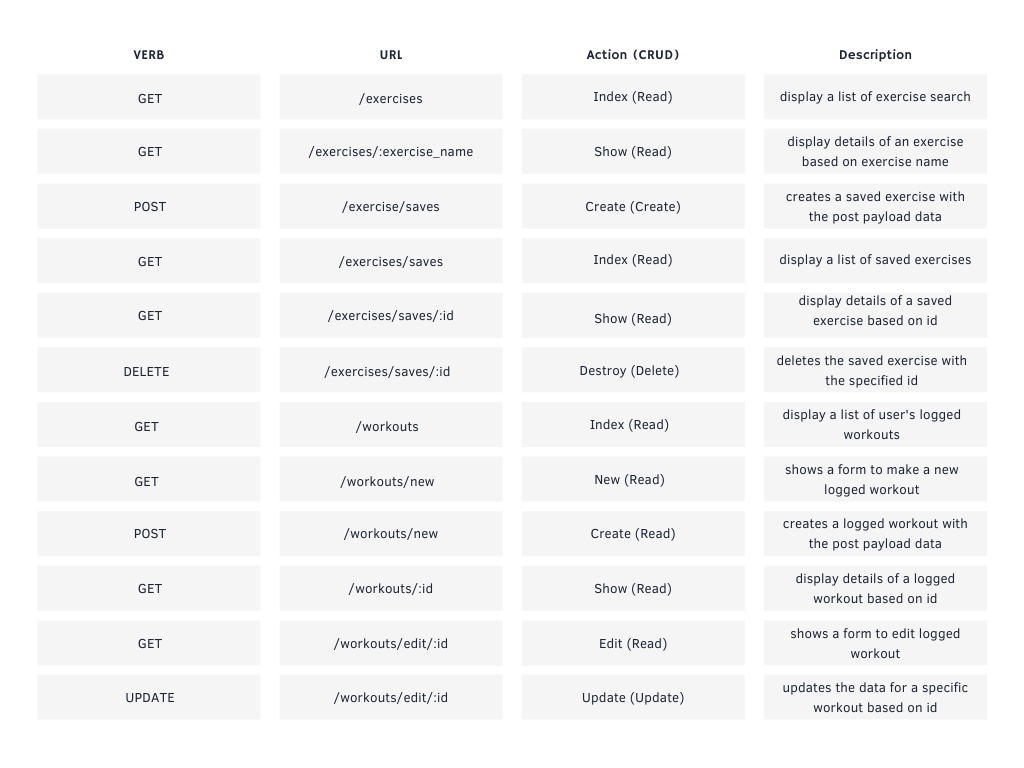 VERB URL Action (CRUD) Description
GET /exercises Index (Read) display a list of exercise search
GET /exercises/:exercise_name Show (Read) display details of an exercise
based on exercise name
POST /exercise/saves Create (Create) creates a saved exercise with
the post payload data
GET /exercises/saves Index (Read) display a list of saved exercises
GET /exercises/saves/:id Show (Read) display details of a saved
exercise based on id
DELETE /exercises/saves/:id Destroy (Delete) deletes the saved exercise with
the specified id
GET /workouts Index (Read) display a list of user's logged
workouts
GET /workouts/new New (Read) shows a form to make a new
logged workout
POST /workouts/new Create (Read) creates a logged workout with
the post payload data
GET /workouts/:id Show (Read) display details of a logged
workout based on id
GET /workouts/edit/:id Edit (Read) shows a form to edit logged
workout
UPDATE /workouts/edit/:id Update (Update) updates the data for a specific
workout based on id